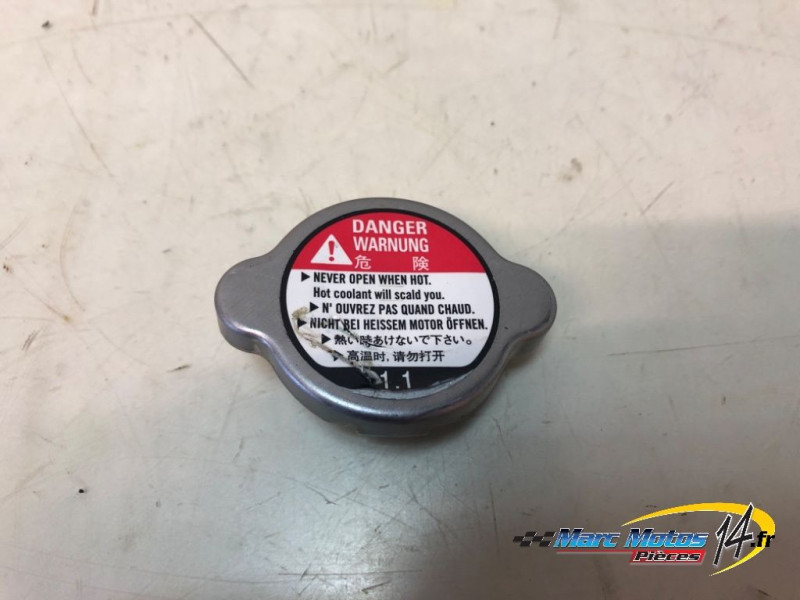 DANGER
WARNUNG
危 険
▶ NEVER OPEN WHEN HOT.
Hot coolant will scald you.
▶ N' OUVREZ PAS QUAND CHAUD.
▶ NICHT BEI HEISSEM MOTOR ÖFFNEN.
▶ 熱い時あけないで下さい。
▶ 高温时, 请勿打开
1.1
Marc Motos 14.fr
Pièces